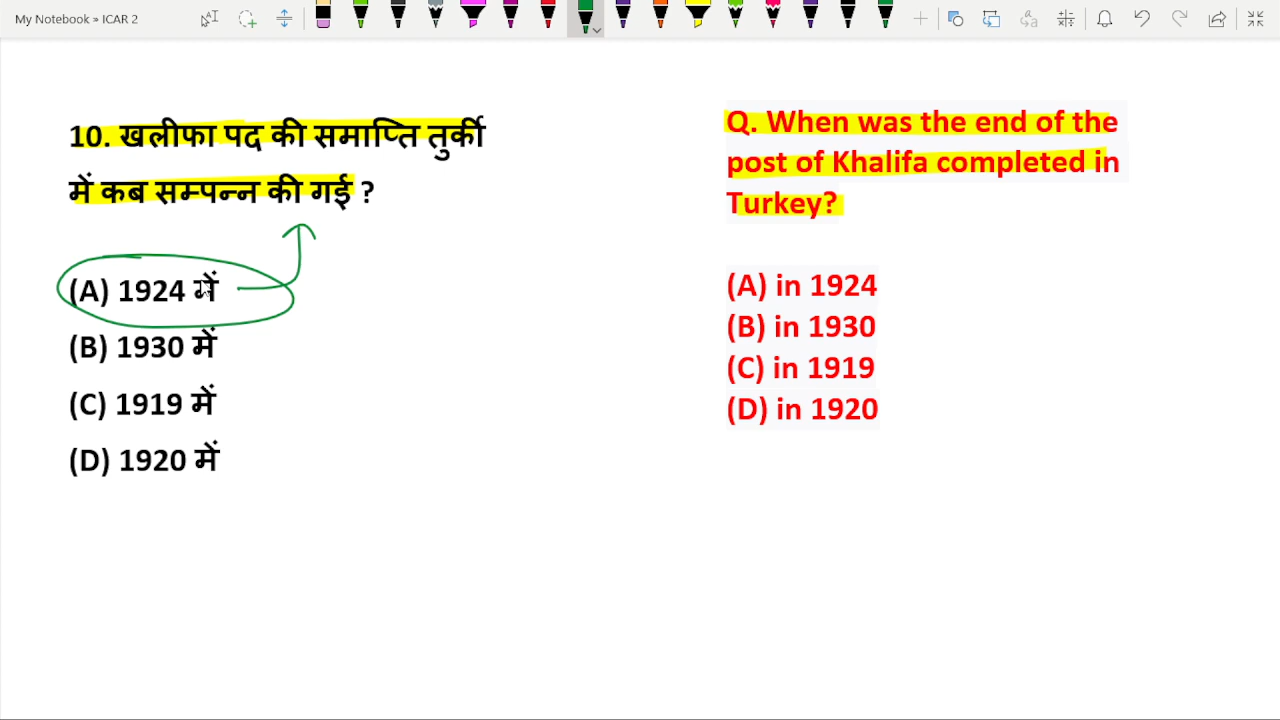 My Notebook » ICAR 2
10. खलीफा पद की समाप्ति तुर्की
में कब सम्पन्न की गई ?
(A) 1924 में
(B) 1930 में
(C) 1919 में
(D) 1920 में
Q. When was the end of the
post of Khalifa completed in
Turkey?
(A) in 1924
(B) in 1930
(C) in 1919
(D) in 1920